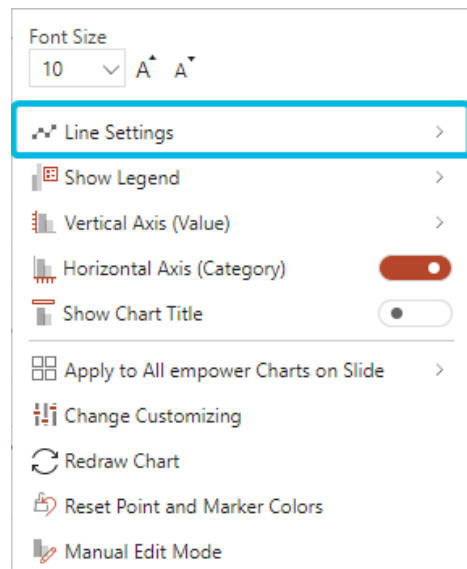 Font Size
10 A A
Line Settings
Show Legend
Vertical Axis (Value)
Horizontal Axis (Category)
Show Chart Title
Apply to All empower Charts on Slide
Change Customizing
Redraw Chart
Reset Point and Marker Colors
Manual Edit Mode